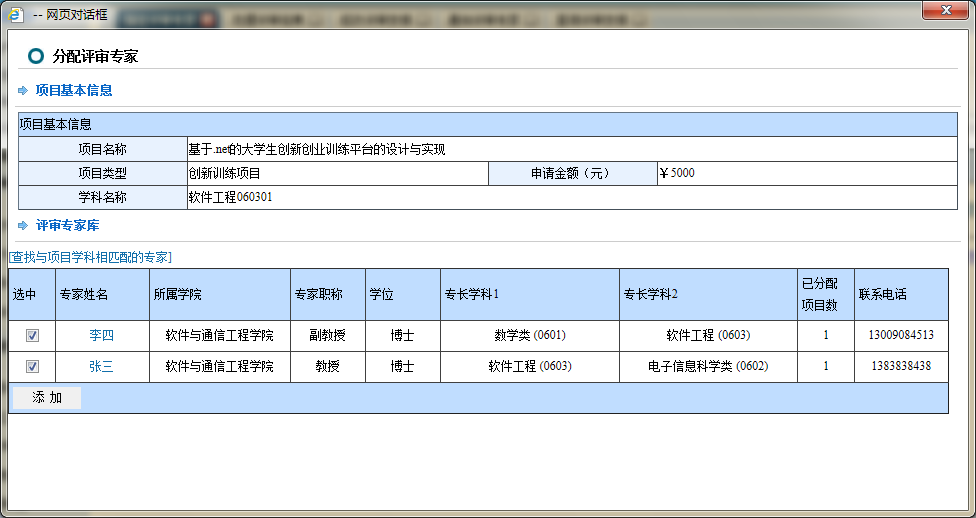 -- 网页对话框
分配评审专家
项目基本信息
项目基本信息
项目名称 基于.net的大学生创新创业训练平台的设计与实现
项目类型 创新训练项目 申请金额（元） ￥5000
学科名称 软件工程060301
评审专家库
[查找与项目学科相匹配的专家]
选中 专家姓名 所属学院 专家职称 学位 专长学科1 专长学科2 已分配项目数 联系电话
李四 软件与通信工程学院 副教授 博士 数学类 (0601) 软件工程 (0603) 1 13009084513
张三 软件与通信工程学院 教授 博士 软件工程 (0603) 电子信息科学类 (0602) 1 1383838438
添 加